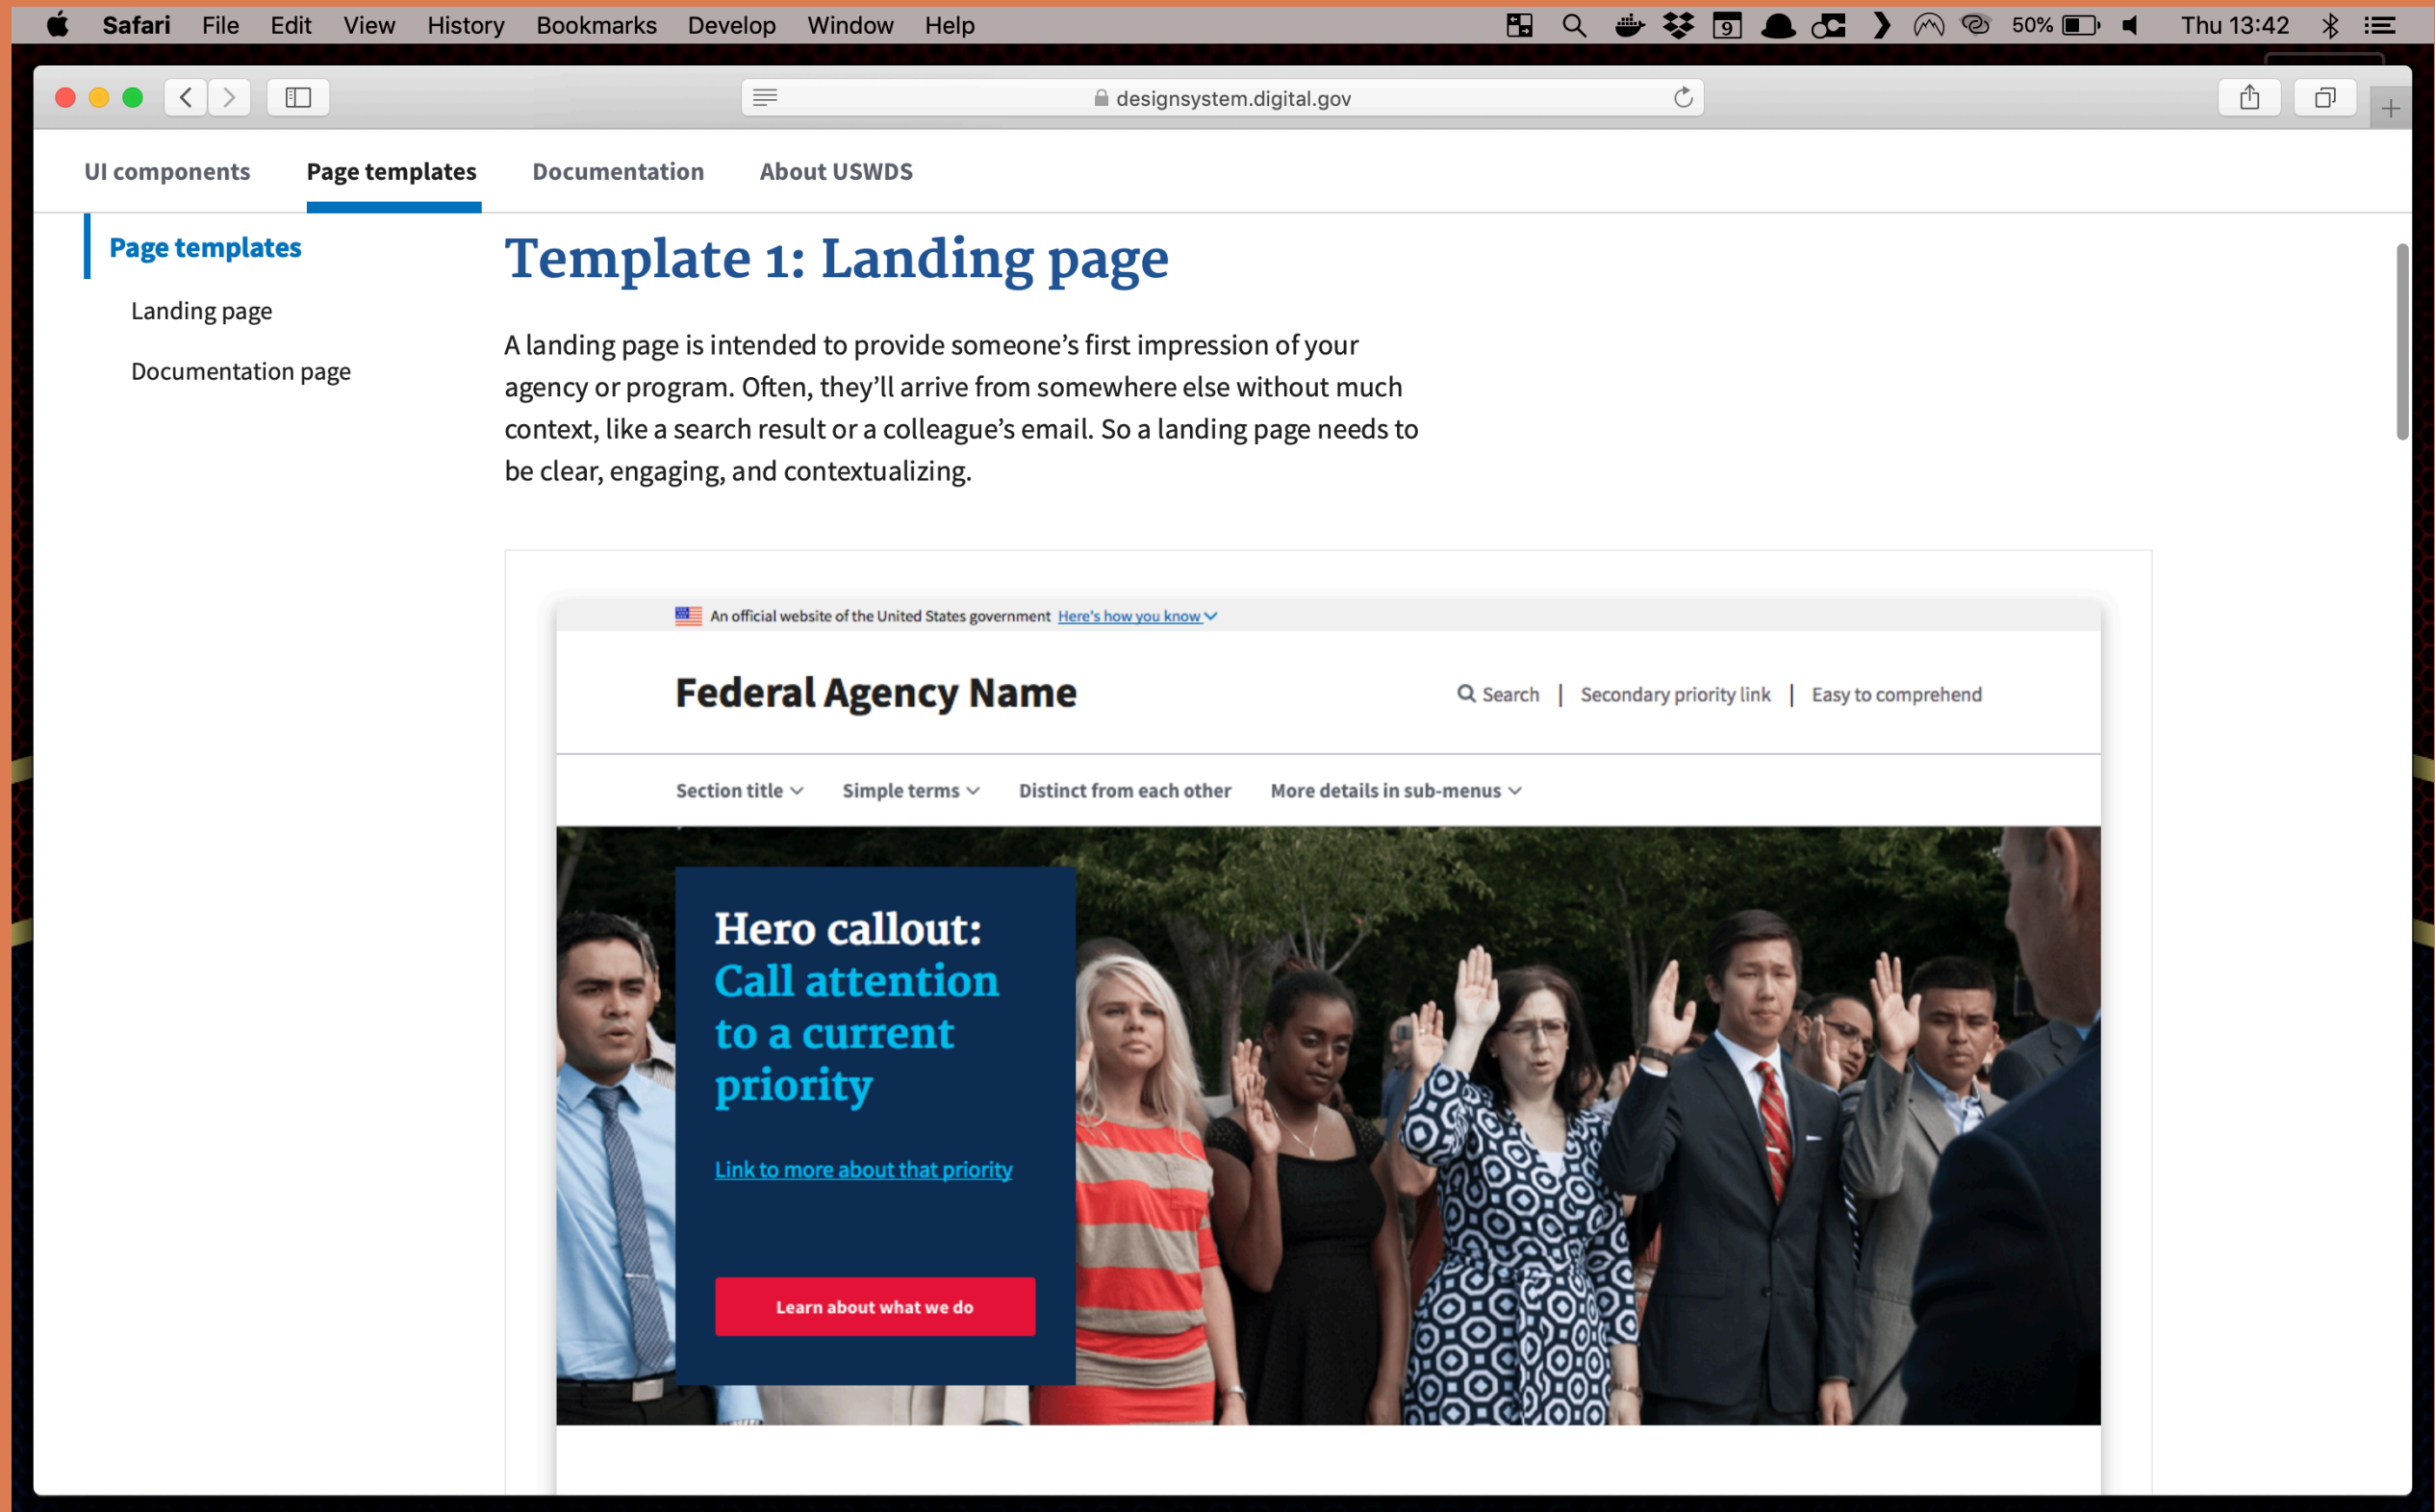 Safari File Edit View History Bookmarks Develop Window Help 9 50% Thu 13:42
designsystem.digital.gov
UI components Page templates Documentation About USWDS
Page templates
Landing page
Documentation page
Template 1: Landing page
A landing page is intended to provide someone’s first impression of your
agency or program. Often, they’ll arrive from somewhere else without much
context, like a search result or a colleague’s email. So a landing page needs to
be clear, engaging, and contextualizing.
An official website of the United States government Here's how you know
Federal Agency Name
Search | Secondary priority link | Easy to comprehend
Section title Simple terms Distinct from each other More details in sub-menus
Hero callout:
Call attention
to a current
priority
Link to more about that priority
Learn about what we do